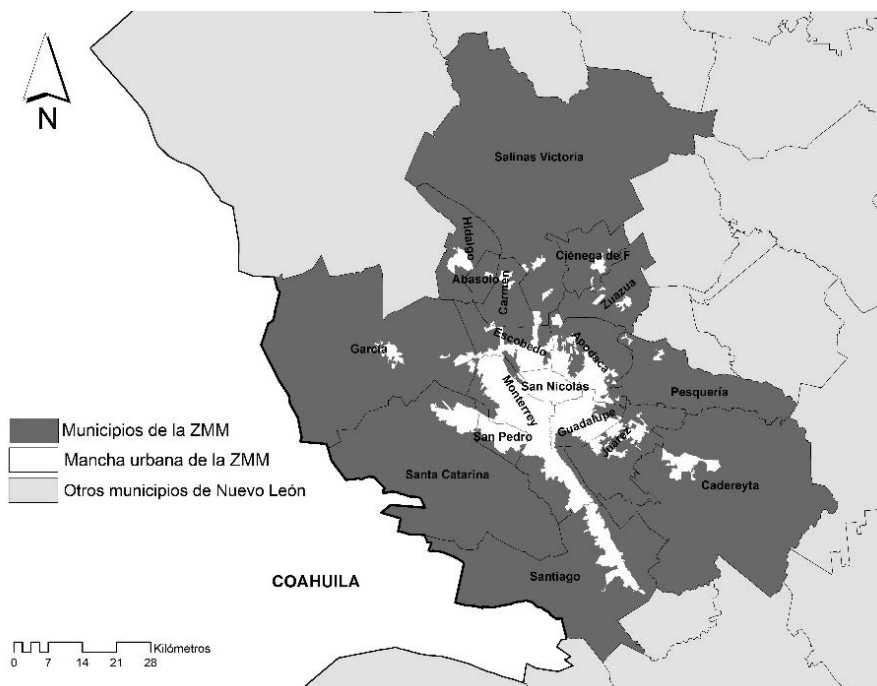 N
Salinas Victoria
Hidalgo
Ciénega de F
Abasolo
Carmen
Zuazua
García
Escobedo
Apodaca
San Nicolás
Pesquería
Monterrey
Guadalupe
Juárez
San Pedro
Santa Catarina
Cadereyta
Santiago
Municipios de la ZMM
Mancha urbana de la ZMM
Otros municipios de Nuevo León
COAHUILA
Kilómetros
0 7 14 21 28